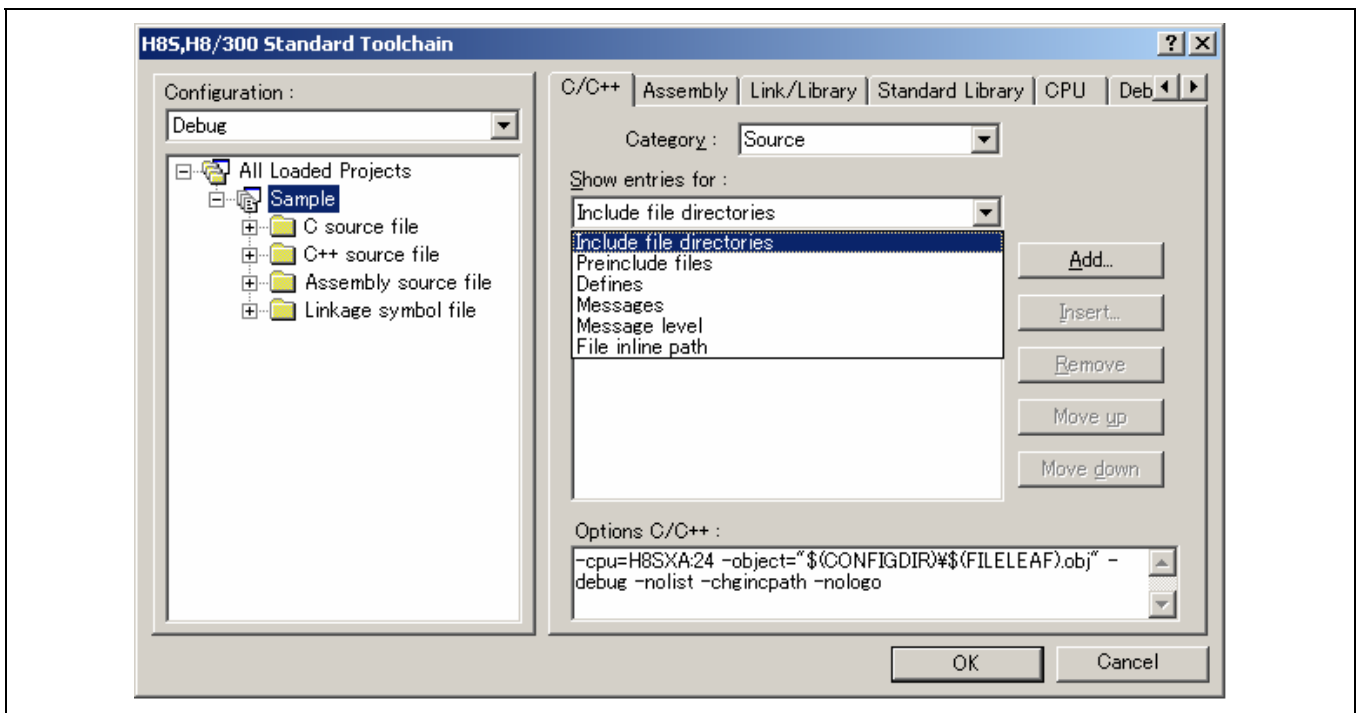 H8S,H8/300 Standard Toolchain
Configuration :
Debug
All Loaded Projects
Sample
C source file
C++ source file
Assembly source file
Linkage symbol file
C/C++ Assembly Link/Library Standard Library CPU Deb
Category : Source
Show entries for :
Include file directories
Include file directories
Preinclude files
Defines
Messages
Message level
File inline path
Add...
Insert...
Remove
Move up
Move down
Options C/C++ :
-cpu=H8SXA:24 -object="$(CONFIGDIR)¥$(FILELEAF).obj" -
debug -nolist -chgincpath -nologo
OK Cancel